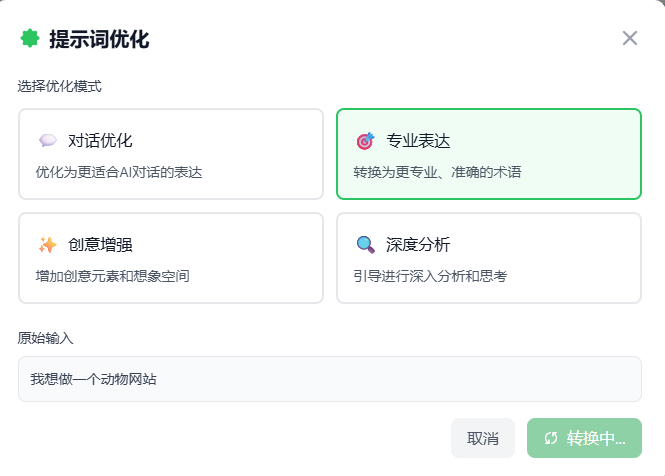 提示词优化
选择优化模式
对话优化
优化为更适合AI对话的表达
专业表达
转换为更专业、准确的术语
创意增强
增加创意元素和想象空间
深度分析
引导进行深入分析和思考
原始输入
我想做一个动物网站
取消
转换中...